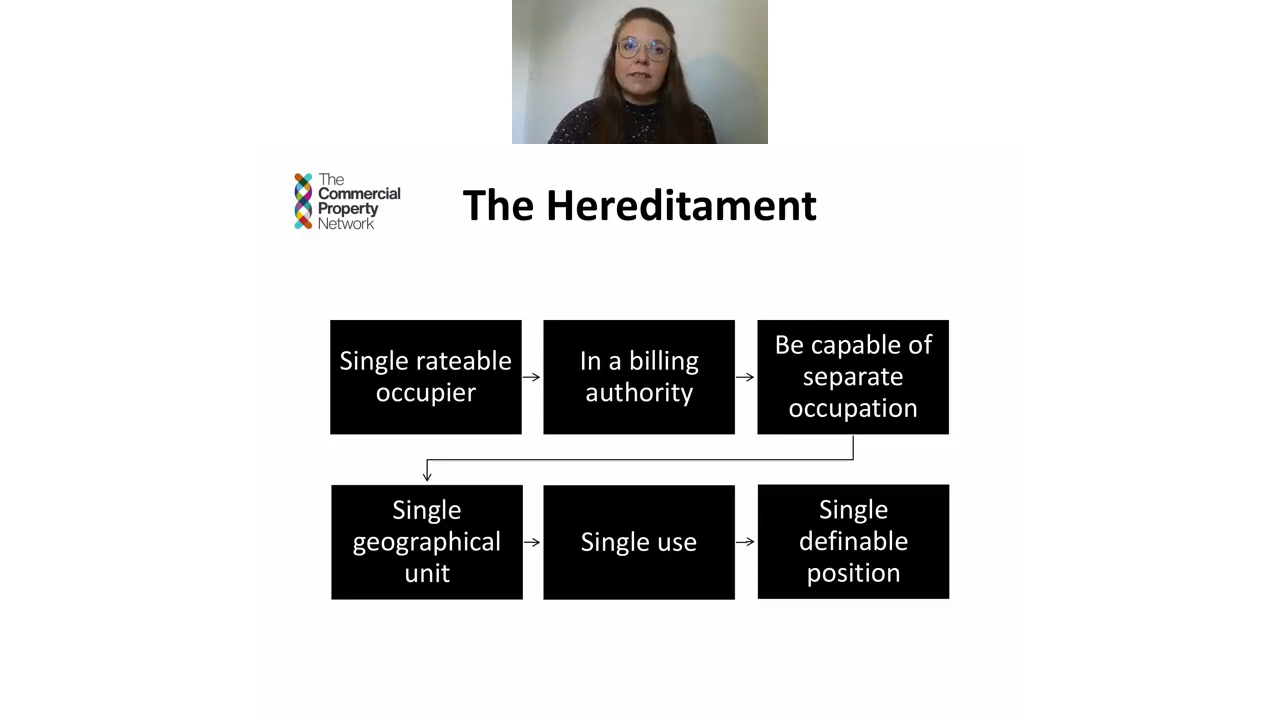 The
Commercial
Property
Network
The Hereditament
Single rateable
occupier
In a billing
authority
Be capable of
separate
occupation
Single
geographical
unit
Single use
Single
definable
position